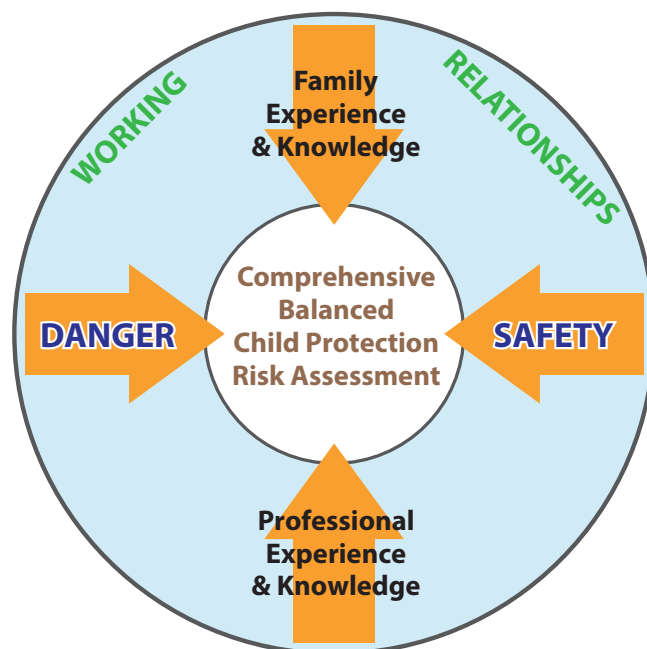 WORKING
RELATIONSHIPS
Family
Experience
& Knowledge
DANGER
Comprehensive
Balanced
Child Protection
Risk Assessment
SAFETY
Professional
Experience
& Knowledge